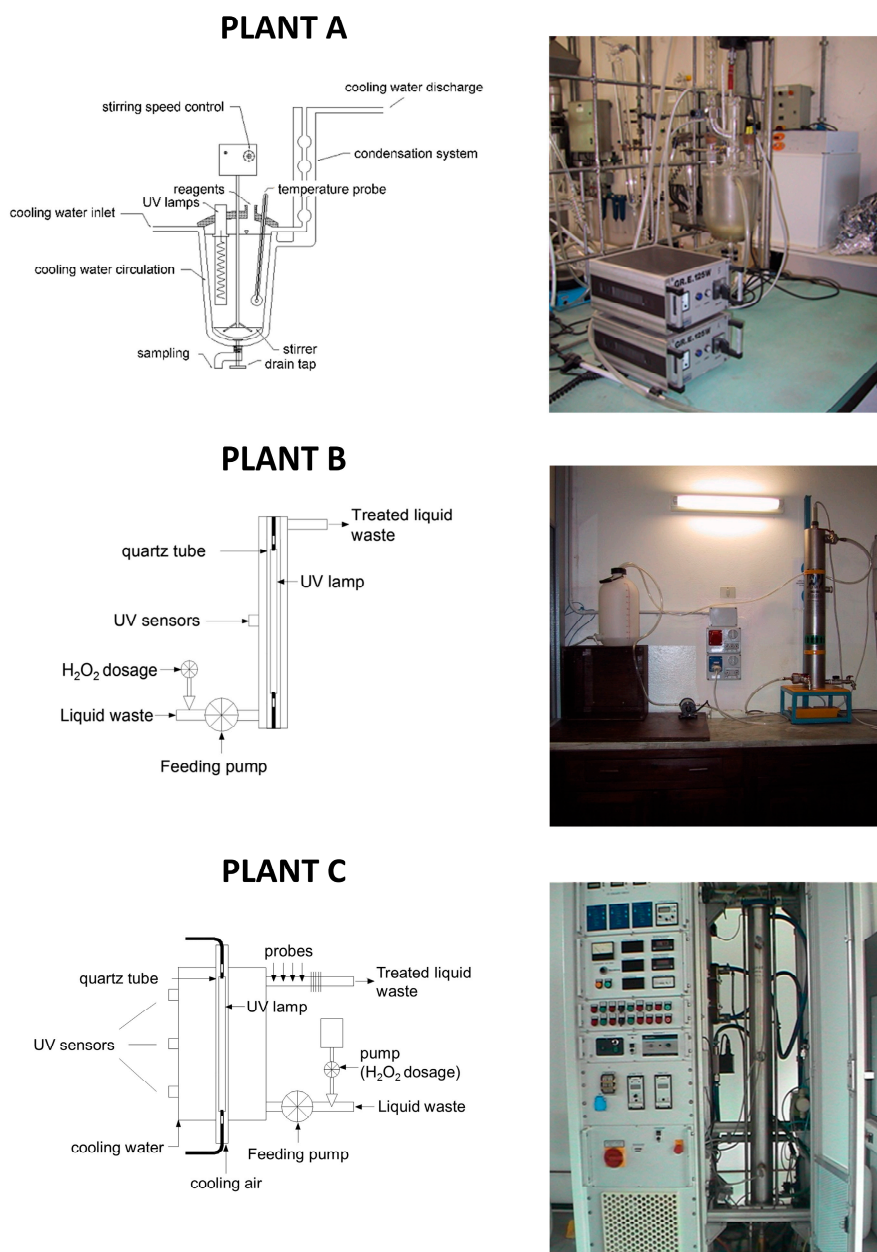 PLANT A
cooling water discharge
stirring speed control
condensation system
reagents
temperature probe
UV lamps
cooling water inlet
cooling water circulation
sampling
stirrer
drain tap
GR.E.125W
GR.E.125W
PLANT B
Treated liquid
waste
quartz tube
UV lamp
UV sensors
H₂O₂ dosage
Liquid waste
Feeding pump
PLANT C
probes
quartz tube
Treated liquid
waste
UV lamp
UV sensors
pump
(H₂O₂ dosage)
Liquid waste
cooling water
Feeding pump
cooling air